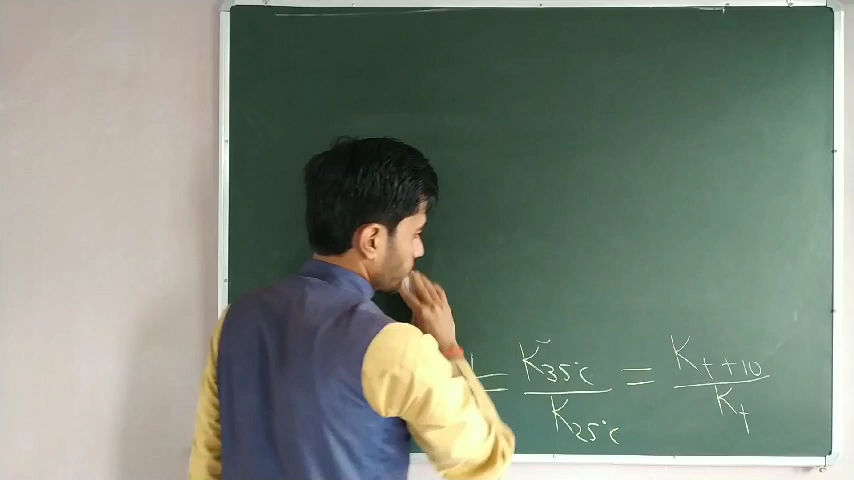 = K35°C / K25°C = Kt+10 / Kt